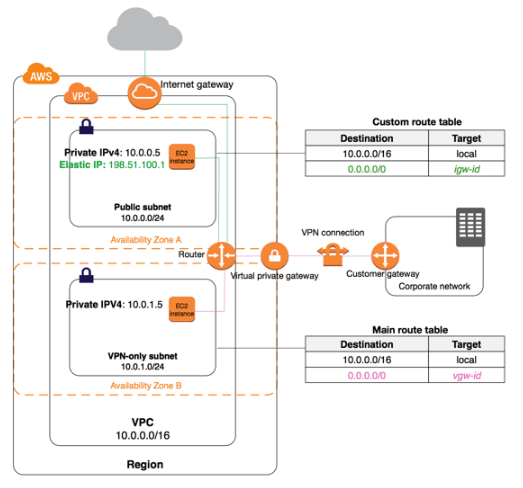 AWS
Internet gateway
VPC
Private IPv4: 10.0.0.5
Elastic IP: 198.51.100.1
EC2
instance
Public subnet
10.0.0.0/24
Availability Zone A
Custom route table
Destination Target
10.0.0.0/16 local
0.0.0.0/0 igw-id
Router
Virtual private gateway
VPN connection
Customer gateway
Corporate network
Private IPV4: 10.0.1.5
EC2
instance
VPN-only subnet
10.0.1.0/24
Availability Zone B
Main route table
Destination Target
10.0.0.0/16 local
0.0.0.0/0 vgw-id
VPC
10.0.0.0/16
Region